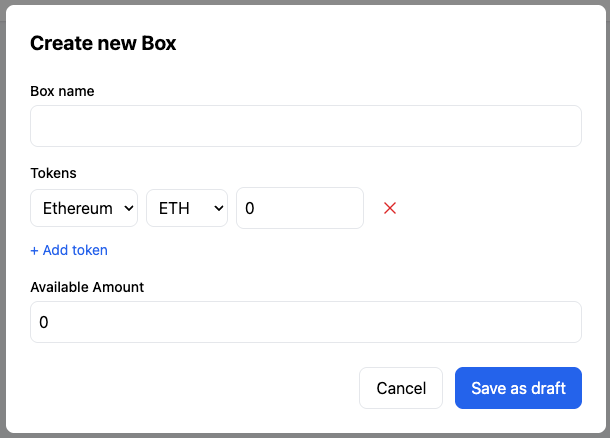 Create new Box
Box name
Tokens
Ethereum ETH 0
+ Add token
Available Amount
0
Cancel Save as draft